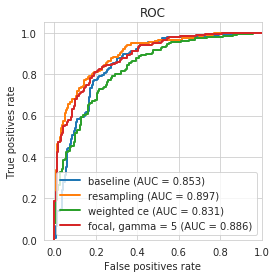 ROC
True positives rate
1.0
0.8
0.6
0.4
0.2
0.0
baseline (AUC = 0.853)
resampling (AUC = 0.897)
weighted ce (AUC = 0.831)
focal, gamma = 5 (AUC = 0.886)
0.0 0.2 0.4 0.6 0.8 1.0
False positives rate